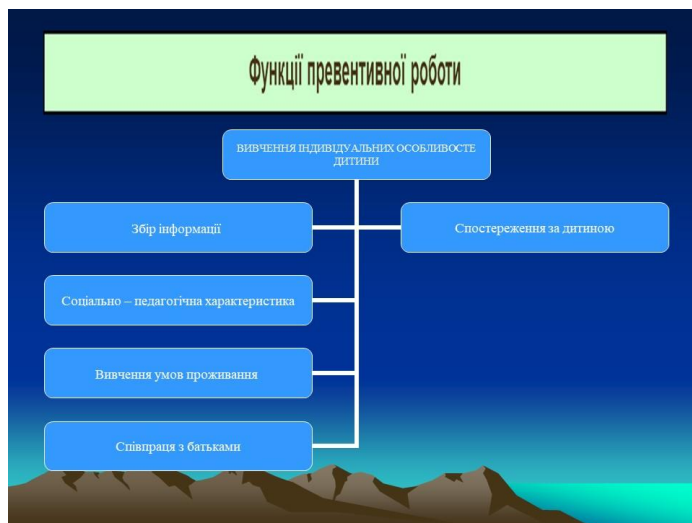 Функції превентивної роботи
ВИВЧЕННЯ ІНДИВІДУАЛЬНИХ ОСОБЛИВОСТЕ
ДИТИНИ
Збір інформації
Спостереження за дитиною
Соціально – педагогічна характеристика
Вивчення умов проживання
Співпраця з батьками